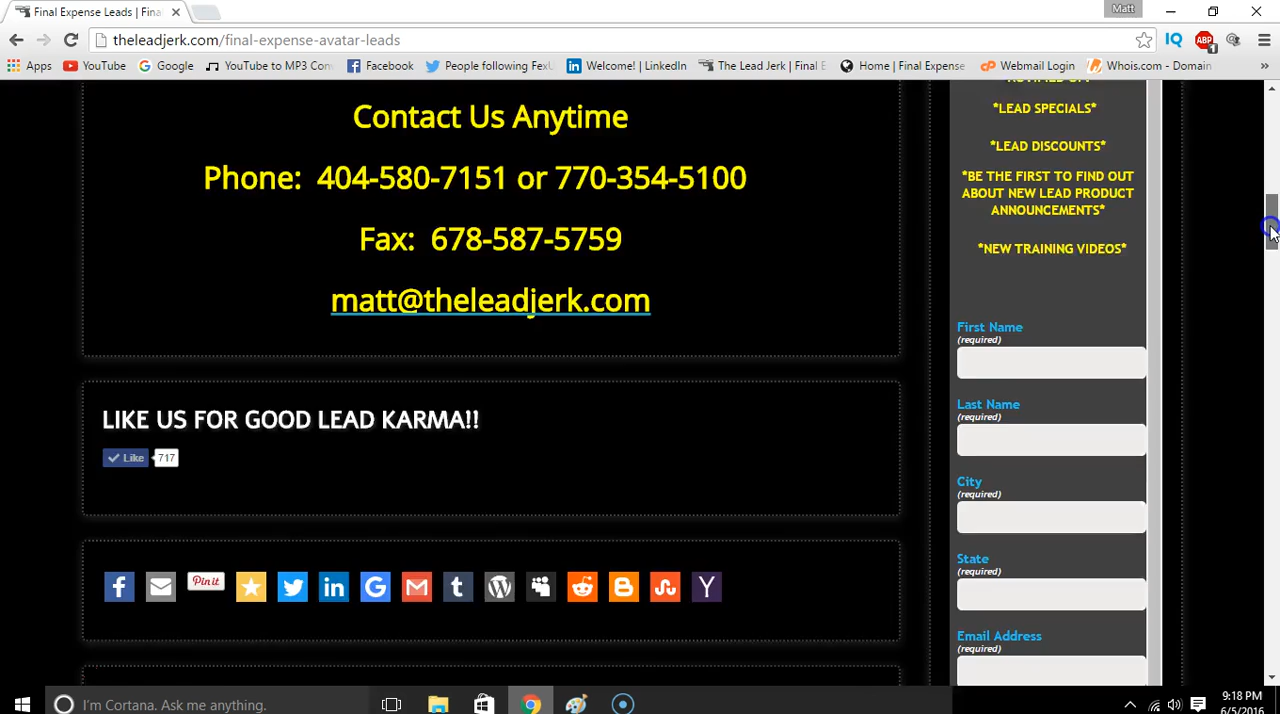 Final Expense Leads | Fina
Matt
theleadjerk.com/final-expense-avatar-leads
Apps
YouTube
Google
YouTube to MP3 Conv
Facebook
People following FexU
Welcome! | LinkedIn
The Lead Jerk | Final E
Home | Final Expense
Webmail Login
Whois.com - Domain
Contact Us Anytime
Phone: 404-580-7151 or 770-354-5100
Fax: 678-587-5759
matt@theleadjerk.com
LIKE US FOR GOOD LEAD KARMA!!
Like
717
Pinit
*LEAD SPECIALS*
*LEAD DISCOUNTS*
*BE THE FIRST TO FIND OUT
ABOUT NEW LEAD PRODUCT
ANNOUNCEMENTS*
*NEW TRAINING VIDEOS*
First Name
(required)
Last Name
(required)
City
(required)
State
(required)
Email Address
(required)
I'm Cortana. Ask me anything.
9:18 PM
6/5/2016